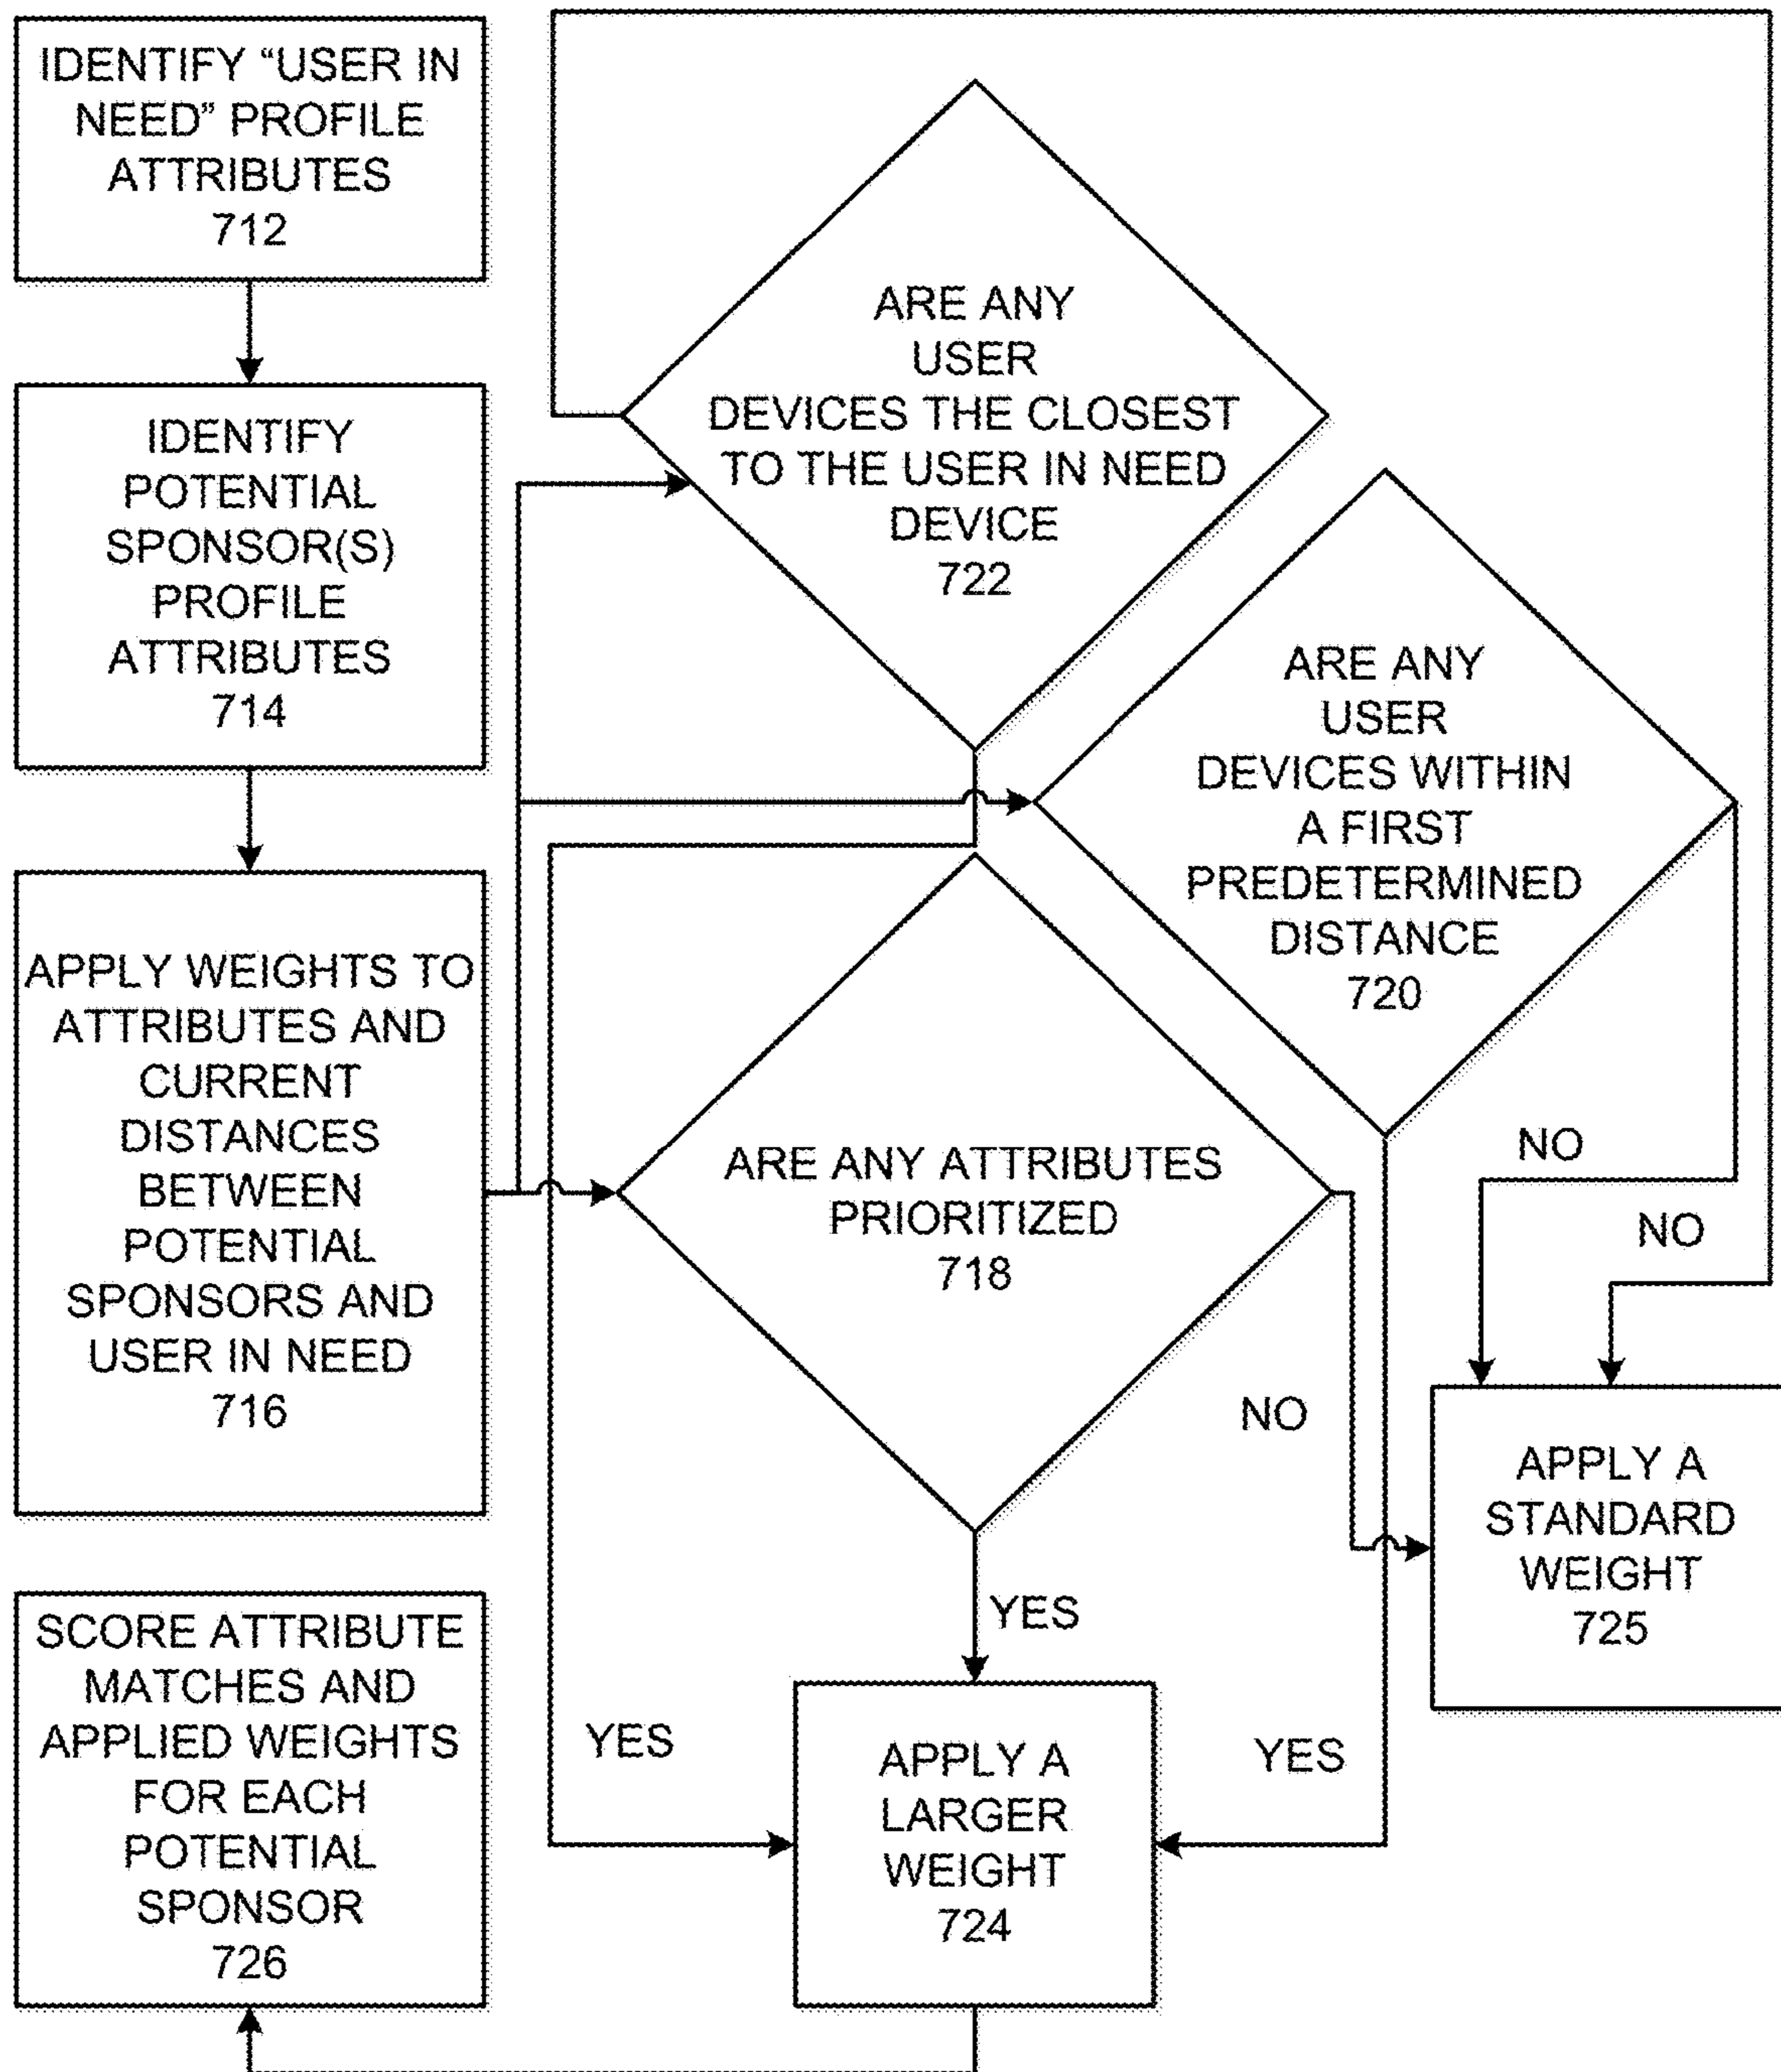 IDENTIFY “USER IN
NEED” PROFILE
ATTRIBUTES
712
IDENTIFY
POTENTIAL
SPONSOR(S)
PROFILE
ATTRIBUTES
714
APPLY WEIGHTS TO
ATTRIBUTES AND
CURRENT
DISTANCES
BETWEEN
POTENTIAL
SPONSORS AND
USER IN NEED
716
ARE ANY
USER
DEVICES THE CLOSEST
TO THE USER IN NEED
DEVICE
722
ARE ANY
USER
DEVICES WITHIN
A FIRST
PREDETERMINED
DISTANCE
720
ARE ANY ATTRIBUTES
PRIORITIZED
718
NO
NO
NO
YES
YES
YES
APPLY A
STANDARD
WEIGHT
725
APPLY A
LARGER
WEIGHT
724
SCORE ATTRIBUTE
MATCHES AND
APPLIED WEIGHTS
FOR EACH
POTENTIAL
SPONSOR
726